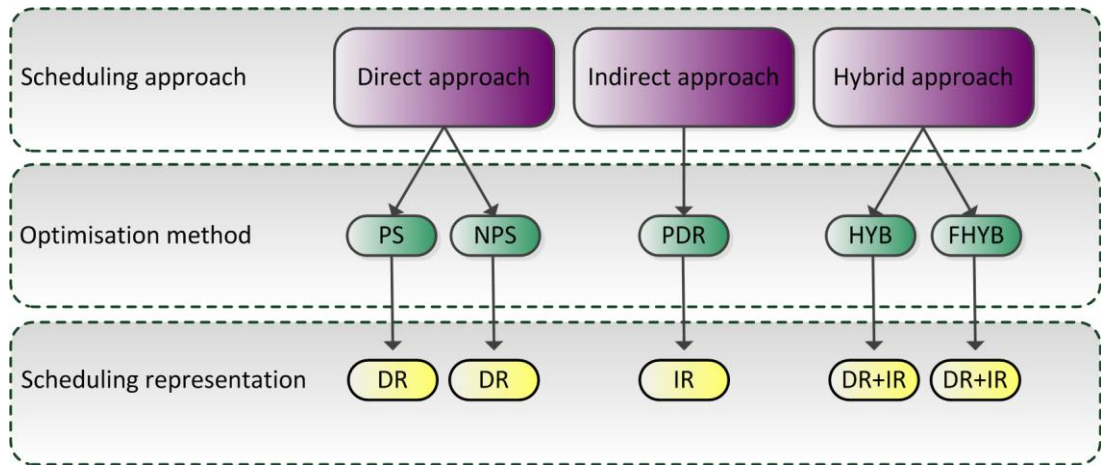 Scheduling approach
Direct approach
Indirect approach
Hybrid approach
Optimisation method
PS
NPS
PDR
HYB
FHYB
Scheduling representation
DR
DR
IR
DR+IR
DR+IR